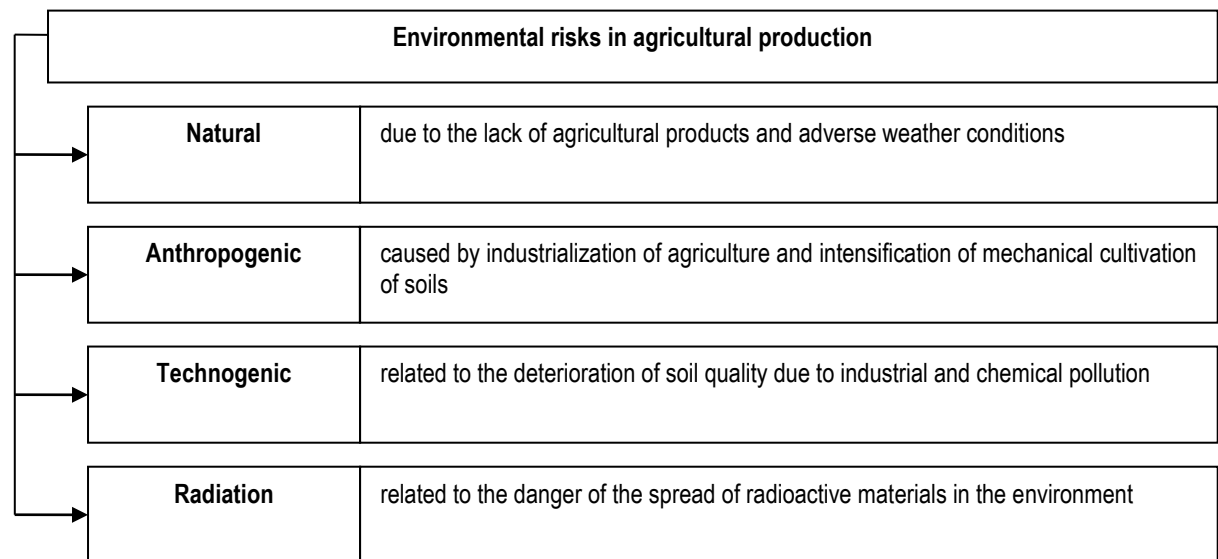 Environmental risks in agricultural production
Natural
due to the lack of agricultural products and adverse weather conditions
Anthropogenic
caused by industrialization of agriculture and intensification of mechanical cultivation
of soils
Technogenic
related to the deterioration of soil quality due to industrial and chemical pollution
Radiation
related to the danger of the spread of radioactive materials in the environment